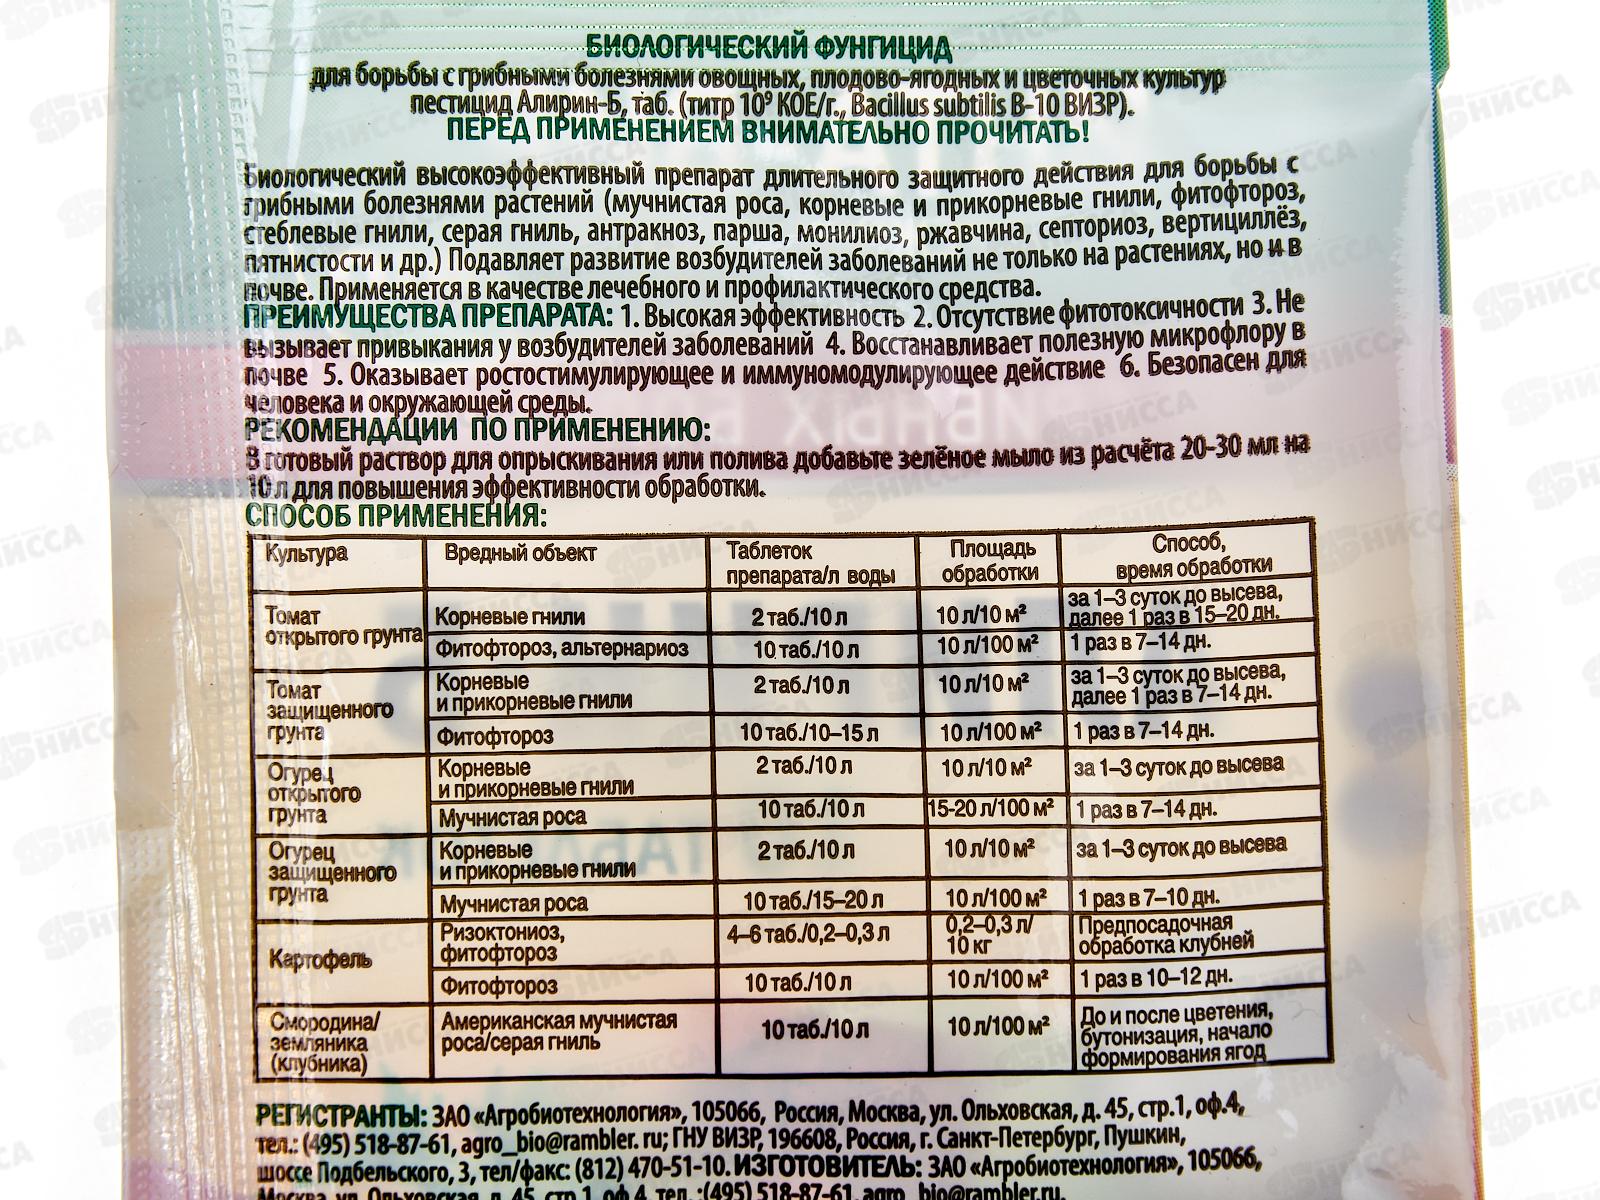 БИОЛОГИЧЕСКИЙ ФУНГИЦИД
для борьбы с грибными болезнями овощных, плодово-ягодных и цветочных культур
пестицид Алирин-Б, таб. (титр 10⁹ КОЕ/г., Bacillus subtilis В-10 ВИЗР).
ПЕРЕД ПРИМЕНЕНИЕМ ВНИМАТЕЛЬНО ПРОЧИТАТЬ!
Биологический высокоэффективный препарат длительного защитного действия для борьбы с
грибными болезнями растений (мучнистая роса, корневые и прикорневые гнили, фитофтороз,
стеблевые гнили, серая гниль, антракноз, парша, монилиоз, ржавчина, септориоз, вертициллёз,
пятнистости и др.) Подавляет развитие возбудителей заболеваний не только на растениях, но и в
почве. Применяется в качестве лечебного и профилактического средства.
ПРЕИМУЩЕСТВА ПРЕПАРАТА: 1. Высокая эффективность 2. Отсутствие фитотоксичности 3. Не
вызывает привыкания у возбудителей заболеваний 4. Восстанавливает полезную микрофлору в
почве 5. Оказывает ростостимулирующее и иммуномодулирующее действие 6. Безопасен для
человека и окружающей среды.
РЕКОМЕНДАЦИИ ПО ПРИМЕНЕНИЮ:
В готовый раствор для опрыскивания или полива добавьте зелёное мыло из расчёта 20-30 мл на
10 л для повышения эффективности обработки.
СПОСОБ ПРИМЕНЕНИЯ:
Культура Вредный объект Таблеток препарата/л воды Площадь обработки Способ, время обработки
Томат открытого грунта Корневые гнили 2 таб./10 л 10 л/10 м² за 1–3 суток до высева, далее 1 раз в 15–20 дн.
Фитофтороз, альтернариоз 10 таб./10 л 10 л/100 м² 1 раз в 7–14 дн.
Томат защищенного грунта Корневые и прикорневые гнили 2 таб./10 л 10 л/10 м² за 1–3 суток до высева, далее 1 раз в 7–14 дн.
Фитофтороз 10 таб./10–15 л 10 л/100 м² 1 раз в 7–14 дн.
Огурец открытого грунта Корневые и прикорневые гнили 2 таб./10 л 10 л/10 м² за 1–3 суток до высева
Мучнистая роса 10 таб./10 л 15-20 л/100 м² 1 раз в 7–14 дн.
Огурец защищенного грунта Корневые и прикорневые гнили 2 таб./10 л 10 л/10 м² за 1–3 суток до высева
Мучнистая роса 10 таб./15–20 л 10 л/100 м² 1 раз в 7–10 дн.
Картофель Ризоктониоз, фитофтороз 4–6 таб./0,2–0,3 л 0,2–0,3 л/ 10 кг Предпосадочная обработка клубней
Фитофтороз 10 таб./10 л 10 л/100 м² 1 раз в 10–12 дн.
Смородина/ земляника (клубника) Американская мучнистая роса/серая гниль 10 таб./10 л 10 л/100 м² До и после цветения, бутонизация, начало формирования ягод
РЕГИСТРАНТЫ: ЗАО «Агробиотехнология», 105066, Россия, Москва, ул. Ольховская, д. 45, стр.1, оф.4,
тел.: (495) 518-87-61, agro_bio@rambler. ru; ГНУ ВИЗР, 196608, Россия, г. Санкт-Петербург, Пушкин,
шоссе Подбельского, 3, тел/факс: (812) 470-51-10. ИЗГОТОВИТЕЛЬ: ЗАО «Агробиотехнология», 105066,
Москва, ул. Ольховская, д. 45, стр.1, оф.4, тел. :(495) 518-87-61, agro_bio@rambler.ru.
НИССА